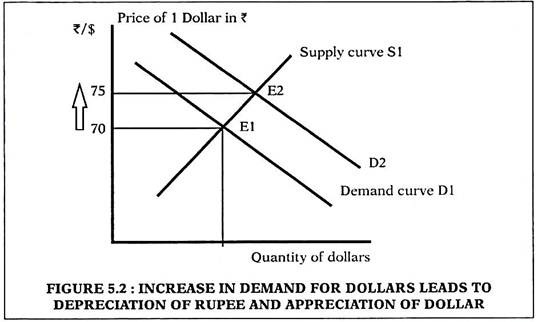 Price of 1 Dollar in ₹
₹/$
Supply curve S1
75
E2
70
E1
D2
Demand curve D1
Quantity of dollars
FIGURE 5.2 : INCREASE IN DEMAND FOR DOLLARS LEADS TO
DEPRECIATION OF RUPEE AND APPRECIATION OF DOLLAR